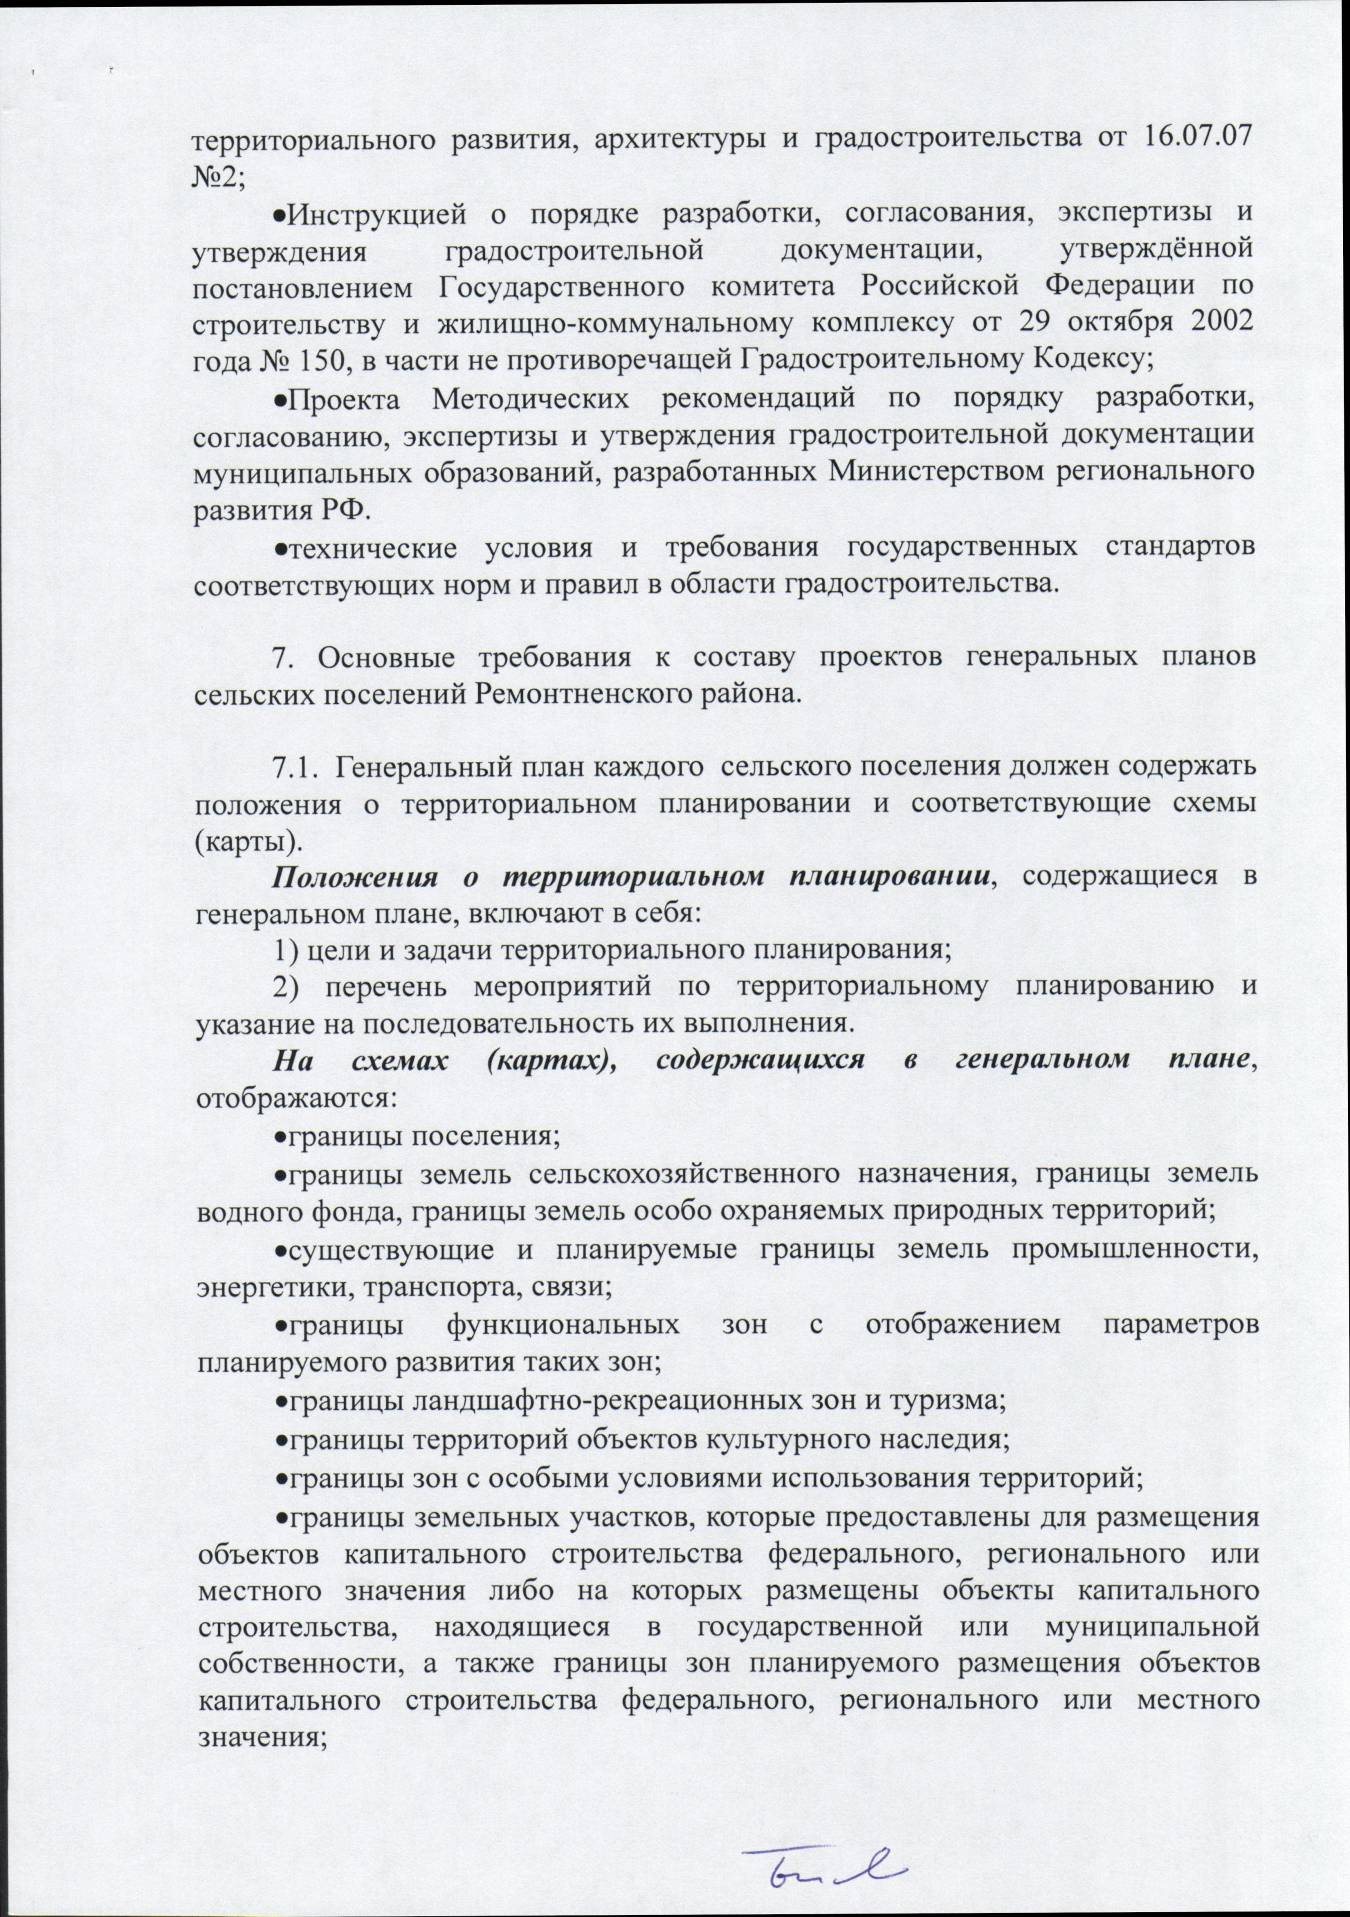 территориального развития, архитектуры и градостроительства от 16.07.07
№2;
•Инструкцией о порядке разработки, согласования, экспертизы и
утверждения градостроительной документации, утверждённой
постановлением Государственного комитета Российской Федерации по
строительству и жилищно-коммунальному комплексу от 29 октября 2002
года № 150, в части не противоречащей Градостроительному Кодексу;
•Проекта Методических рекомендаций по порядку разработки,
согласованию, экспертизы и утверждения градостроительной документации
муниципальных образований, разработанных Министерством регионального
развития РФ.
•технические условия и требования государственных стандартов
соответствующих норм и правил в области градостроительства.
7. Основные требования к составу проектов генеральных планов
сельских поселений Ремонтненского района.
7.1. Генеральный план каждого сельского поселения должен содержать
положения о территориальном планировании и соответствующие схемы
(карты).
Положения о территориальном планировании, содержащиеся в
генеральном плане, включают в себя:
1) цели и задачи территориального планирования;
2) перечень мероприятий по территориальному планированию и
указание на последовательность их выполнения.
На схемах (картах), содержащихся в генеральном плане,
отображаются:
•границы поселения;
•границы земель сельскохозяйственного назначения, границы земель
водного фонда, границы земель особо охраняемых природных территорий;
•существующие и планируемые границы земель промышленности,
энергетики, транспорта, связи;
•границы функциональных зон с отображением параметров
планируемого развития таких зон;
•границы ландшафтно-рекреационных зон и туризма;
•границы территорий объектов культурного наследия;
•границы зон с особыми условиями использования территорий;
•границы земельных участков, которые предоставлены для размещения
объектов капитального строительства федерального, регионального или
местного значения либо на которых размещены объекты капитального
строительства, находящиеся в государственной или муниципальной
собственности, а также границы зон планируемого размещения объектов
капитального строительства федерального, регионального или местного
значения;